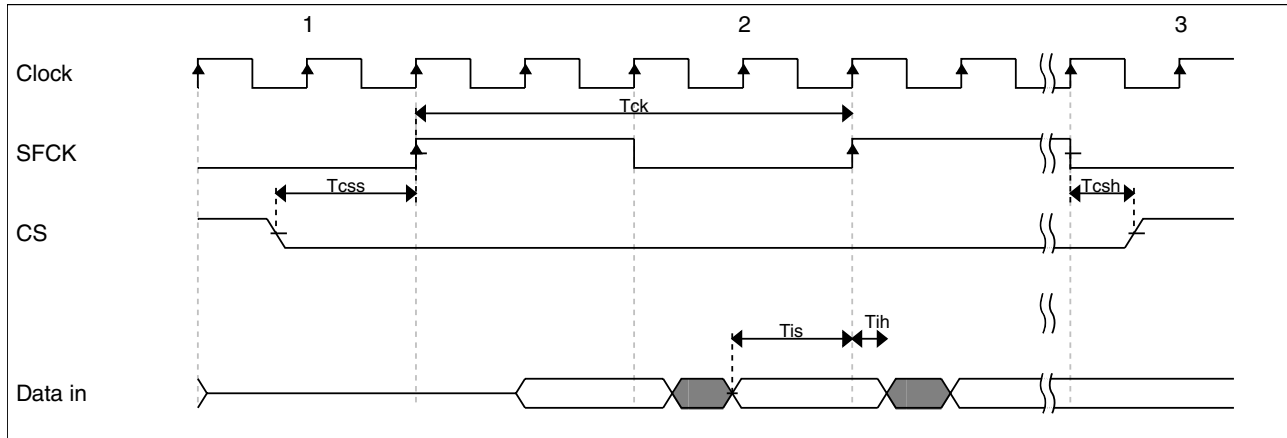 1 2 3
Clock
Tck
SFCK
Tcss Tcsh
CS
Tis Tih
Data in